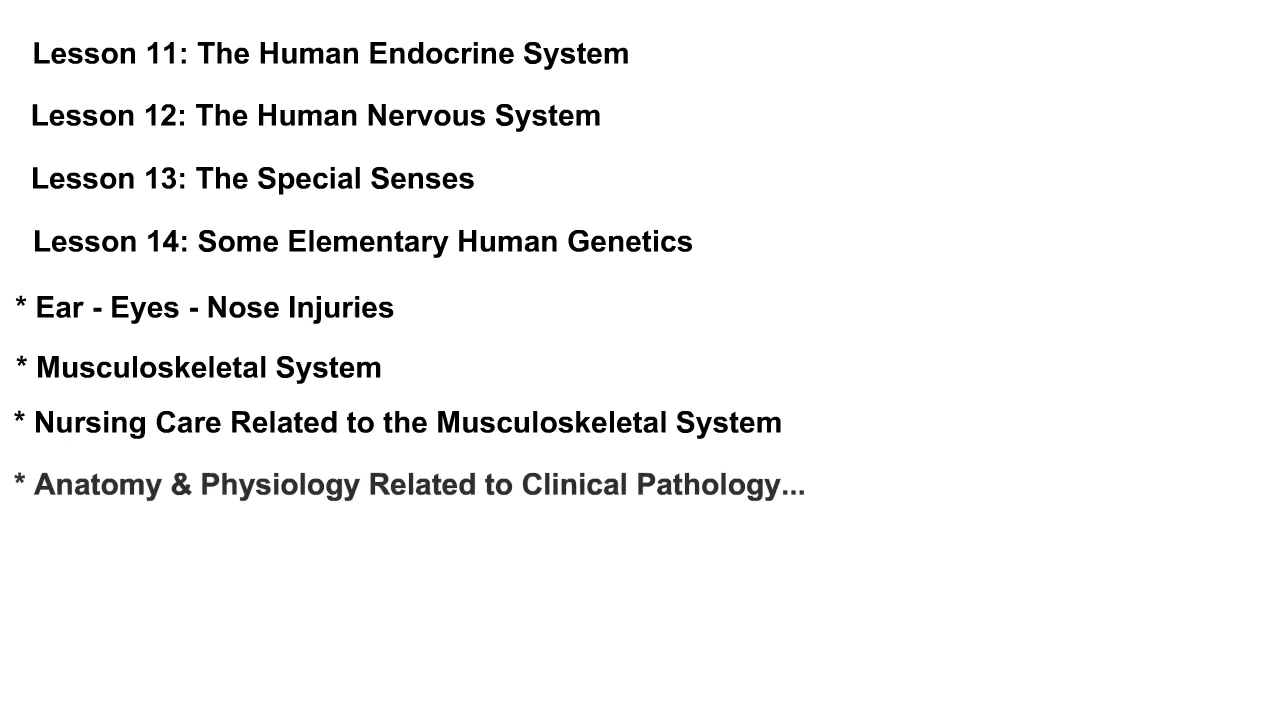 Lesson 11: The Human Endocrine System
Lesson 12: The Human Nervous System
Lesson 13: The Special Senses
Lesson 14: Some Elementary Human Genetics
* Ear - Eyes - Nose Injuries
* Musculoskeletal System
* Nursing Care Related to the Musculoskeletal System
* Anatomy & Physiology Related to Clinical Pathology...